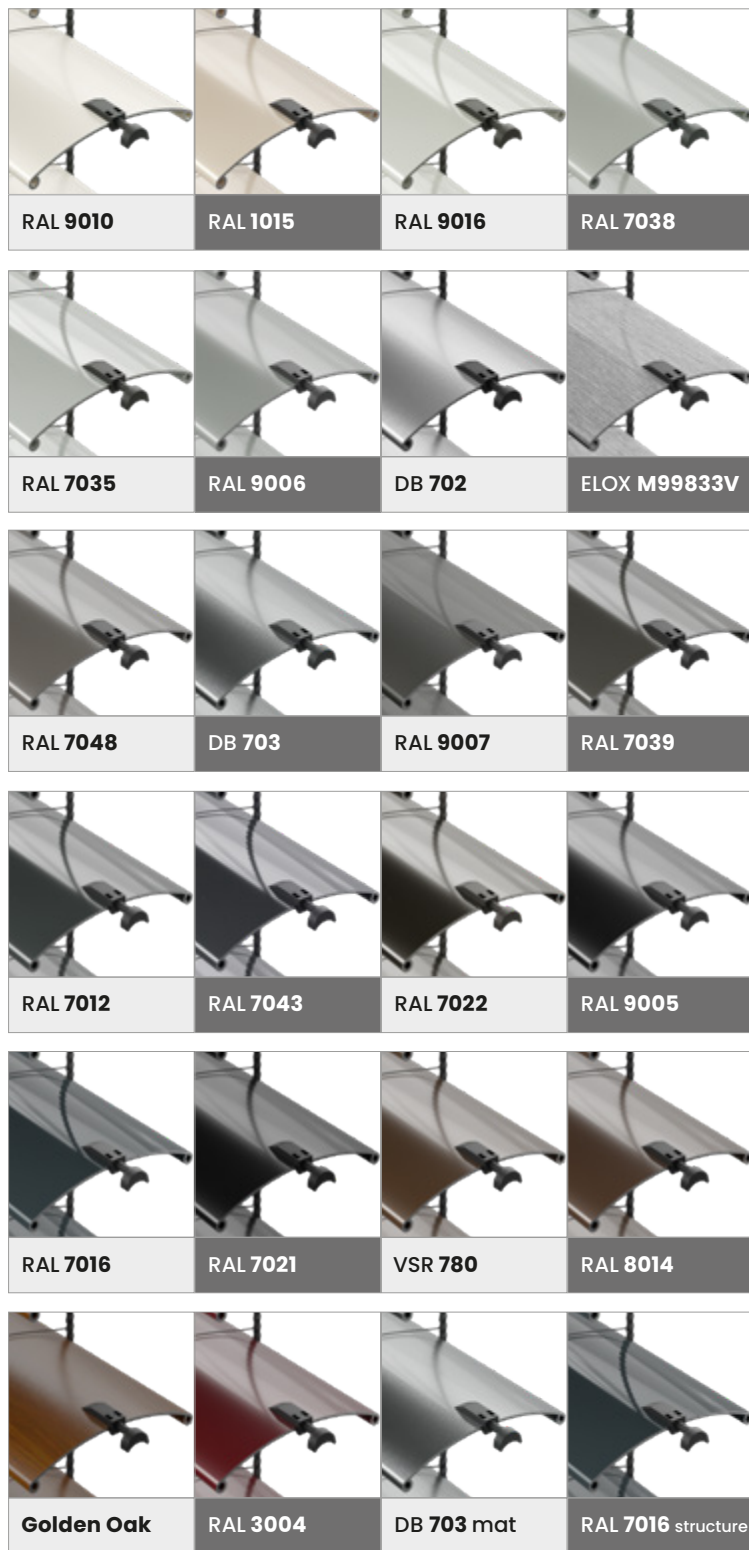 RAL 9010
RAL 1015
RAL 9016
RAL 7038
RAL 7035
RAL 9006
DB 702
ELOX M99833V
RAL 7048
DB 703
RAL 9007
RAL 7039
RAL 7012
RAL 7043
RAL 7022
RAL 9005
RAL 7016
RAL 7021
VSR 780
RAL 8014
Golden Oak
RAL 3004
DB 703 mat
RAL 7016 structure